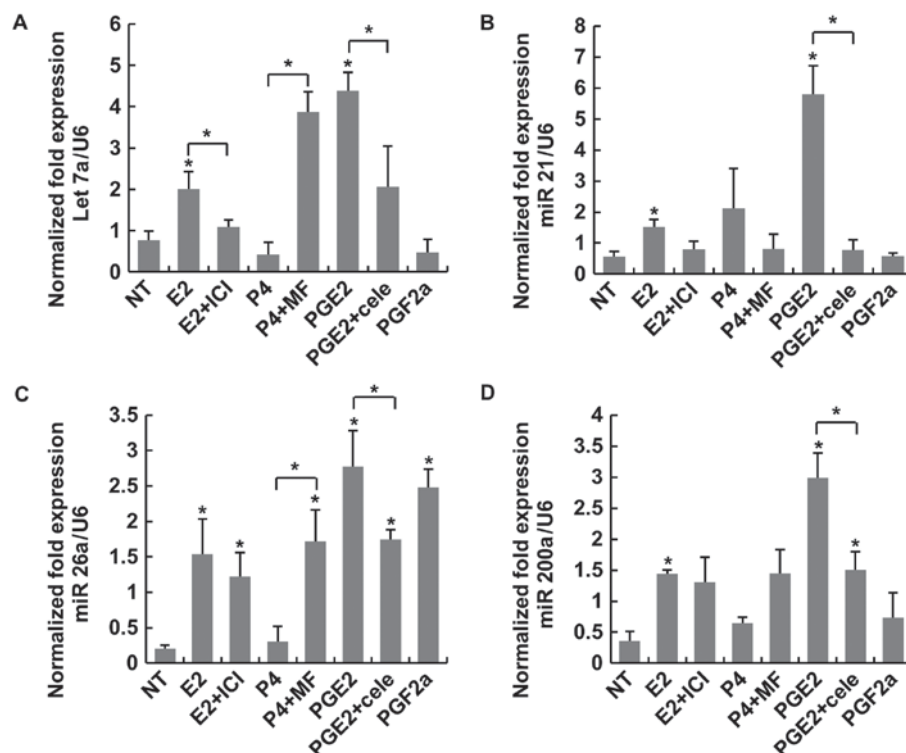 A
Normalized fold expression
Let 7a/U6
6
5
4
3
2
1
0
*
*
*
*
*
NT
E2
E2+ICI
P4
P4+MF
PGE2
PGE2+cele
PGF2a
B
Normalized fold expression
miR 21/U6
8
7
6
5
4
3
2
1
0
*
*
*
NT
E2
E2+ICI
P4
P4+MF
PGE2
PGE2+cele
PGF2a
C
Normalized fold expression
miR 26a/U6
3.5
3
2.5
2
1.5
1
0.5
0
*
*
*
*
*
*
*
*
NT
E2
E2+ICI
P4
P4+MF
PGE2
PGE2+cele
PGF2a
D
Normalized fold expression
miR 200a/U6
4
3.5
3
2.5
2
1.5
1
0.5
0
*
*
*
*
NT
E2
E2+ICI
P4
P4+MF
PGE2
PGE2+cele
PGF2a